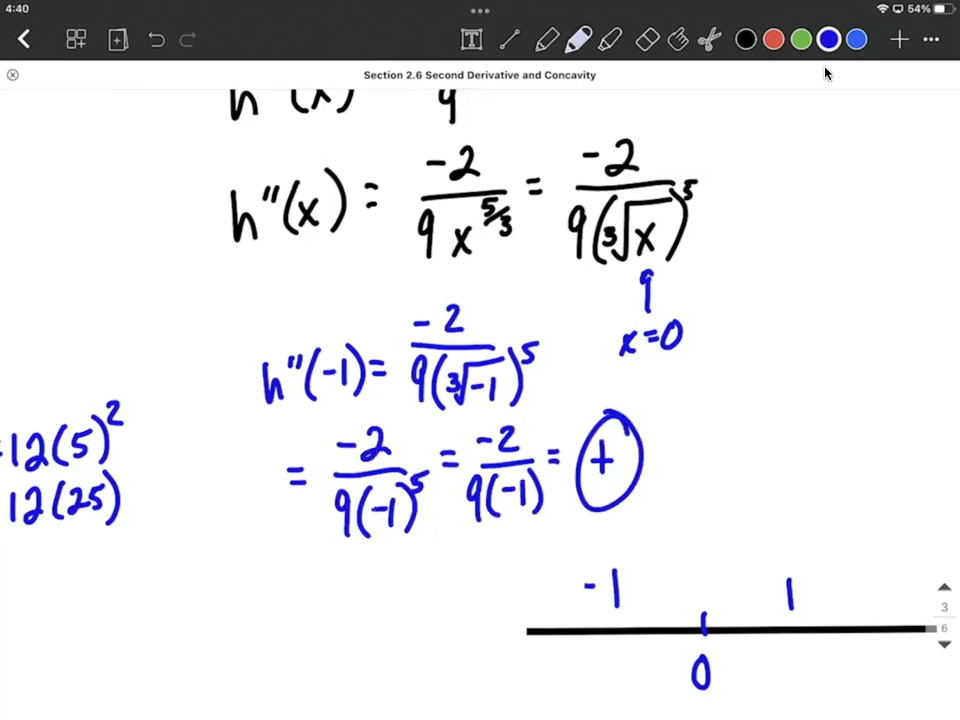 4:40
54%
Section 2.6 Second Derivative and Concavity
h''(x) = -2 / 9x^(5/3) = -2 / 9(∛x)^5
x=0
h''(-1) = -2 / 9(∛-1)^5
= -2 / 9(-1)^5 = -2 / 9(-1) = +
12(5)^2
12(25)
-1 1
0
3
6